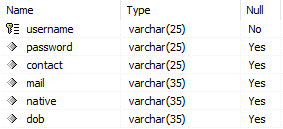 Name Type Null
username varchar(25) No
password varchar(25) Yes
contact varchar(25) Yes
mail varchar(35) Yes
native varchar(35) Yes
dob varchar(35) Yes